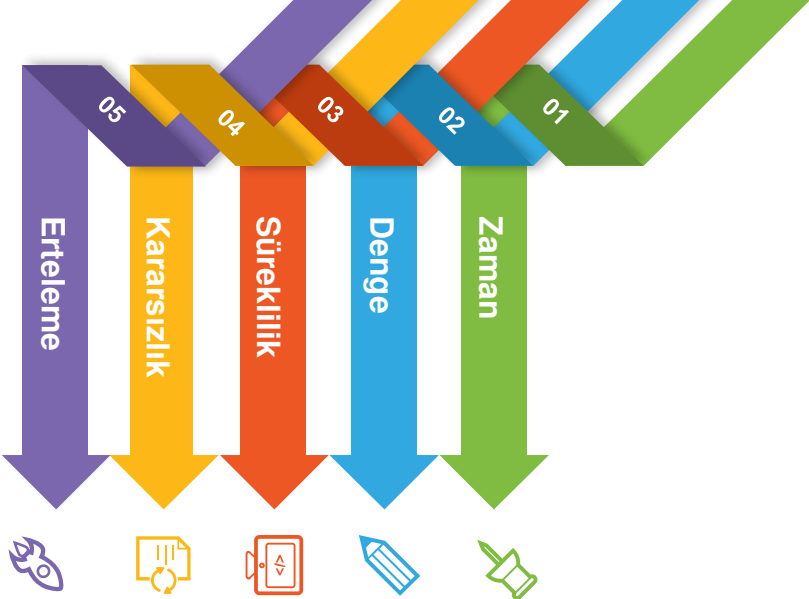 05
04
03
02
01
Erteleme
Kararsızlık
Süreklilik
Denge
Zaman
</>